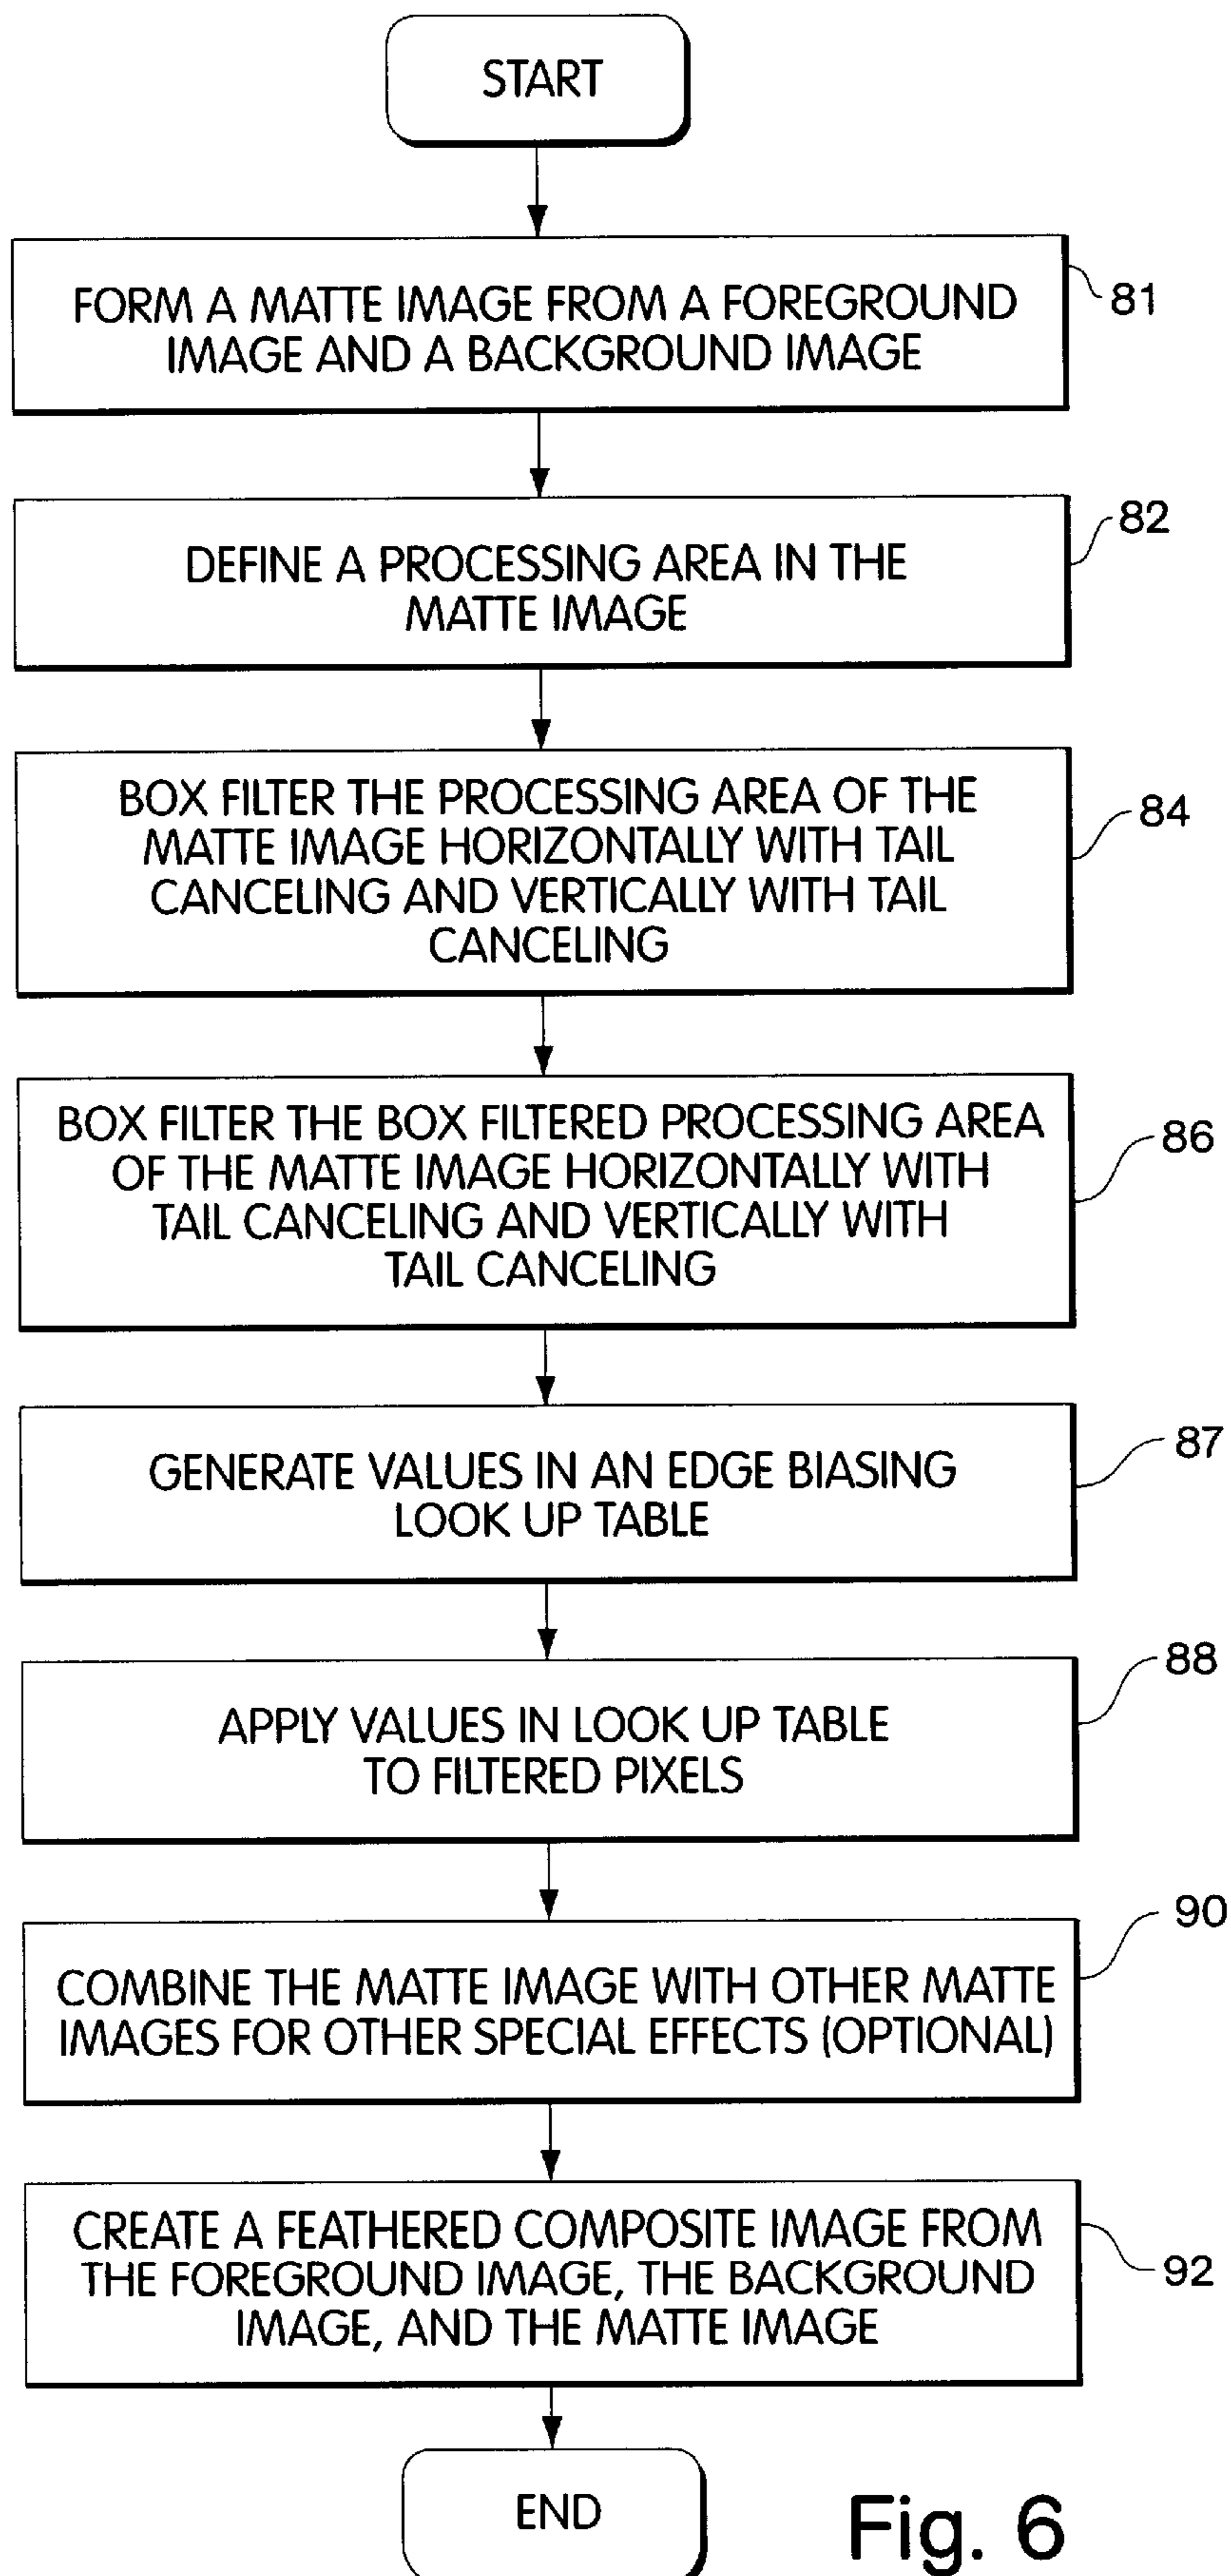 START
FORM A MATTE IMAGE FROM A FOREGROUND
IMAGE AND A BACKGROUND IMAGE
81
DEFINE A PROCESSING AREA IN THE
MATTE IMAGE
82
BOX FILTER THE PROCESSING AREA OF THE
MATTE IMAGE HORIZONTALLY WITH TAIL
CANCELING AND VERTICALLY WITH TAIL
CANCELING
84
BOX FILTER THE BOX FILTERED PROCESSING AREA
OF THE MATTE IMAGE HORIZONTALLY WITH
TAIL CANCELING AND VERTICALLY WITH
TAIL CANCELING
86
GENERATE VALUES IN AN EDGE BIASING
LOOK UP TABLE
87
APPLY VALUES IN LOOK UP TABLE
TO FILTERED PIXELS
88
COMBINE THE MATTE IMAGE WITH OTHER MATTE
IMAGES FOR OTHER SPECIAL EFFECTS (OPTIONAL)
90
CREATE A FEATHERED COMPOSITE IMAGE FROM
THE FOREGROUND IMAGE, THE BACKGROUND
IMAGE, AND THE MATTE IMAGE
92
END
Fig. 6